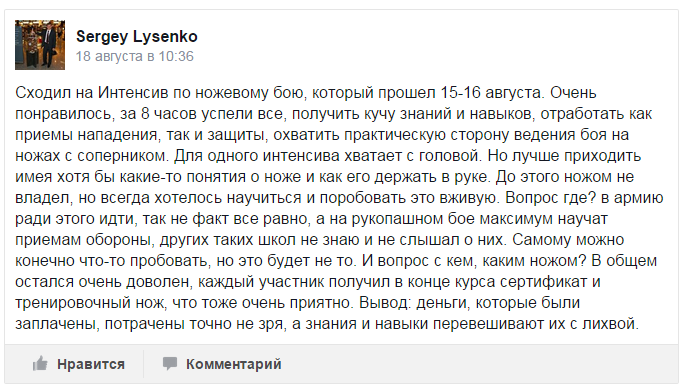 Sergey Lysenko
18 августа в 10:36
Сходил на Интенсив по ножевому бою, который прошел 15-16 августа. Очень
понравилось, за 8 часов успели все, получить кучу знаний и навыков, отработать как
приемы нападения, так и защиты, охватить практическую сторону ведения боя на
ножах с соперником. Для одного интенсива хватает с головой. Но лучше приходить
имея хотя бы какие-то понятия о ноже и как его держать в руке. До этого ножом не
владел, но всегда хотелось научиться и поробовать это вживую. Вопрос где? в армию
ради этого идти, так не факт все равно, а на рукопашном бое максимум научат
приемам обороны, других таких школ не знаю и не слышал о них. Самому можно
конечно что-то пробовать, но это будет не то. И вопрос с кем, каким ножом? В общем
остался очень доволен, каждый участник получил в конце курса сертификат и
тренировочный нож, что тоже очень приятно. Вывод: деньги, которые были
заплачены, потрачены точно не зря, а знания и навыки перевешивают их с лихвой.
Нравится Комментарий